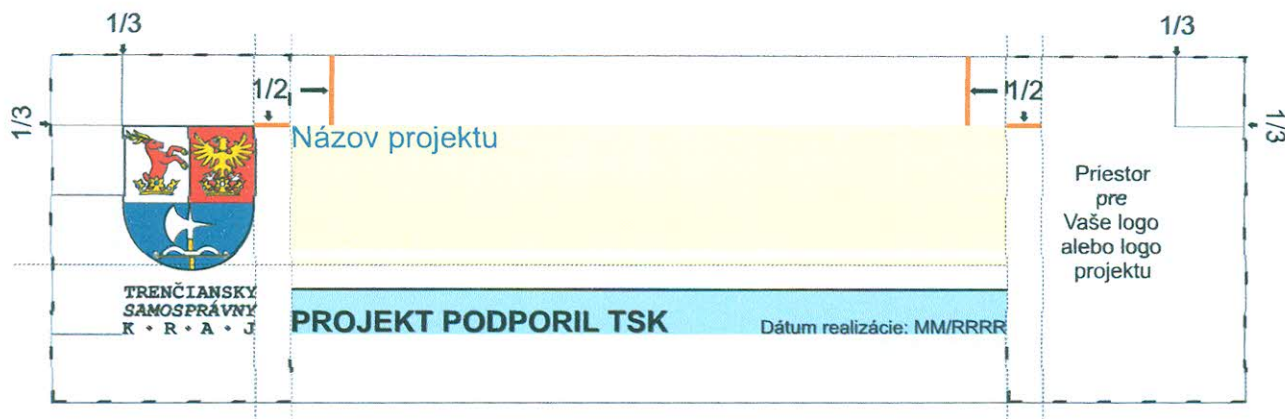 1/3
1/3
1/2
1/2
1/3
1/3
Názov projektu
Priestor
pre
Vaše logo
alebo logo
projektu
TRENČIANSKY
SAMOSPRÁVNY
K • R • A • J
PROJEKT PODPORIL TSK
Dátum realizácie: MM/RRRR